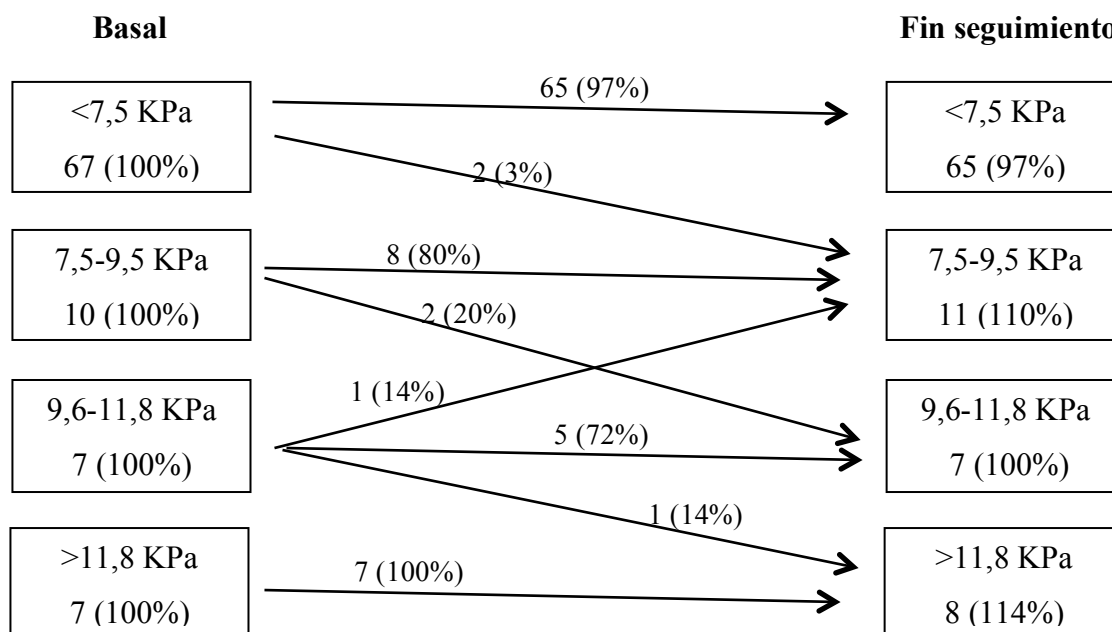 Basal
Fin seguimiento
<7,5 KPa
67 (100%)
65 (97%)
<7,5 KPa
65 (97%)
2 (3%)
7,5-9,5 KPa
10 (100%)
8 (80%)
7,5-9,5 KPa
11 (110%)
2 (20%)
9,6-11,8 KPa
7 (100%)
1 (14%)
5 (72%)
9,6-11,8 KPa
7 (100%)
1 (14%)
>11,8 KPa
7 (100%)
7 (100%)
>11,8 KPa
8 (114%)